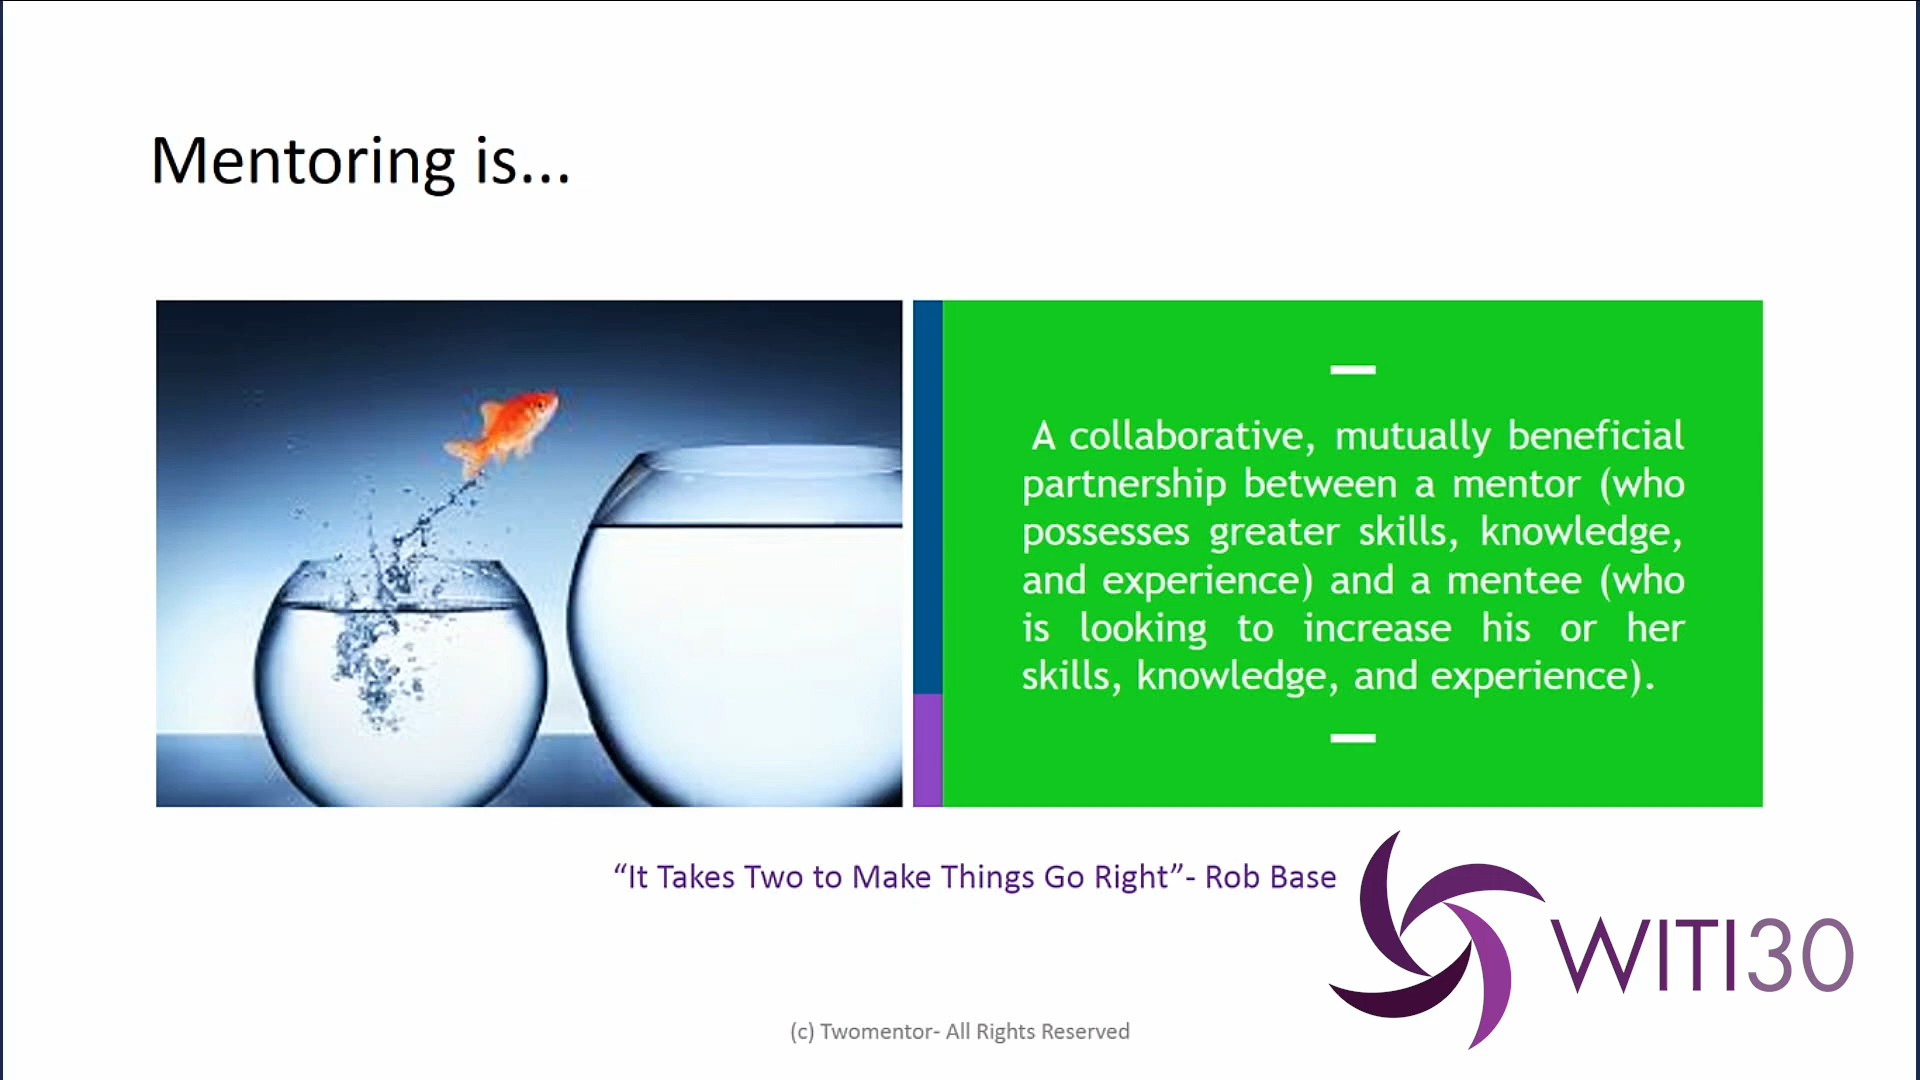 Mentoring is...
A collaborative, mutually beneficial
partnership between a mentor (who
possesses greater skills, knowledge,
and experience) and a mentee (who
is looking to increase his or her
skills, knowledge, and experience).
“It Takes Two to Make Things Go Right”- Rob Base
WITI30
(c) Twomentor- All Rights Reserved